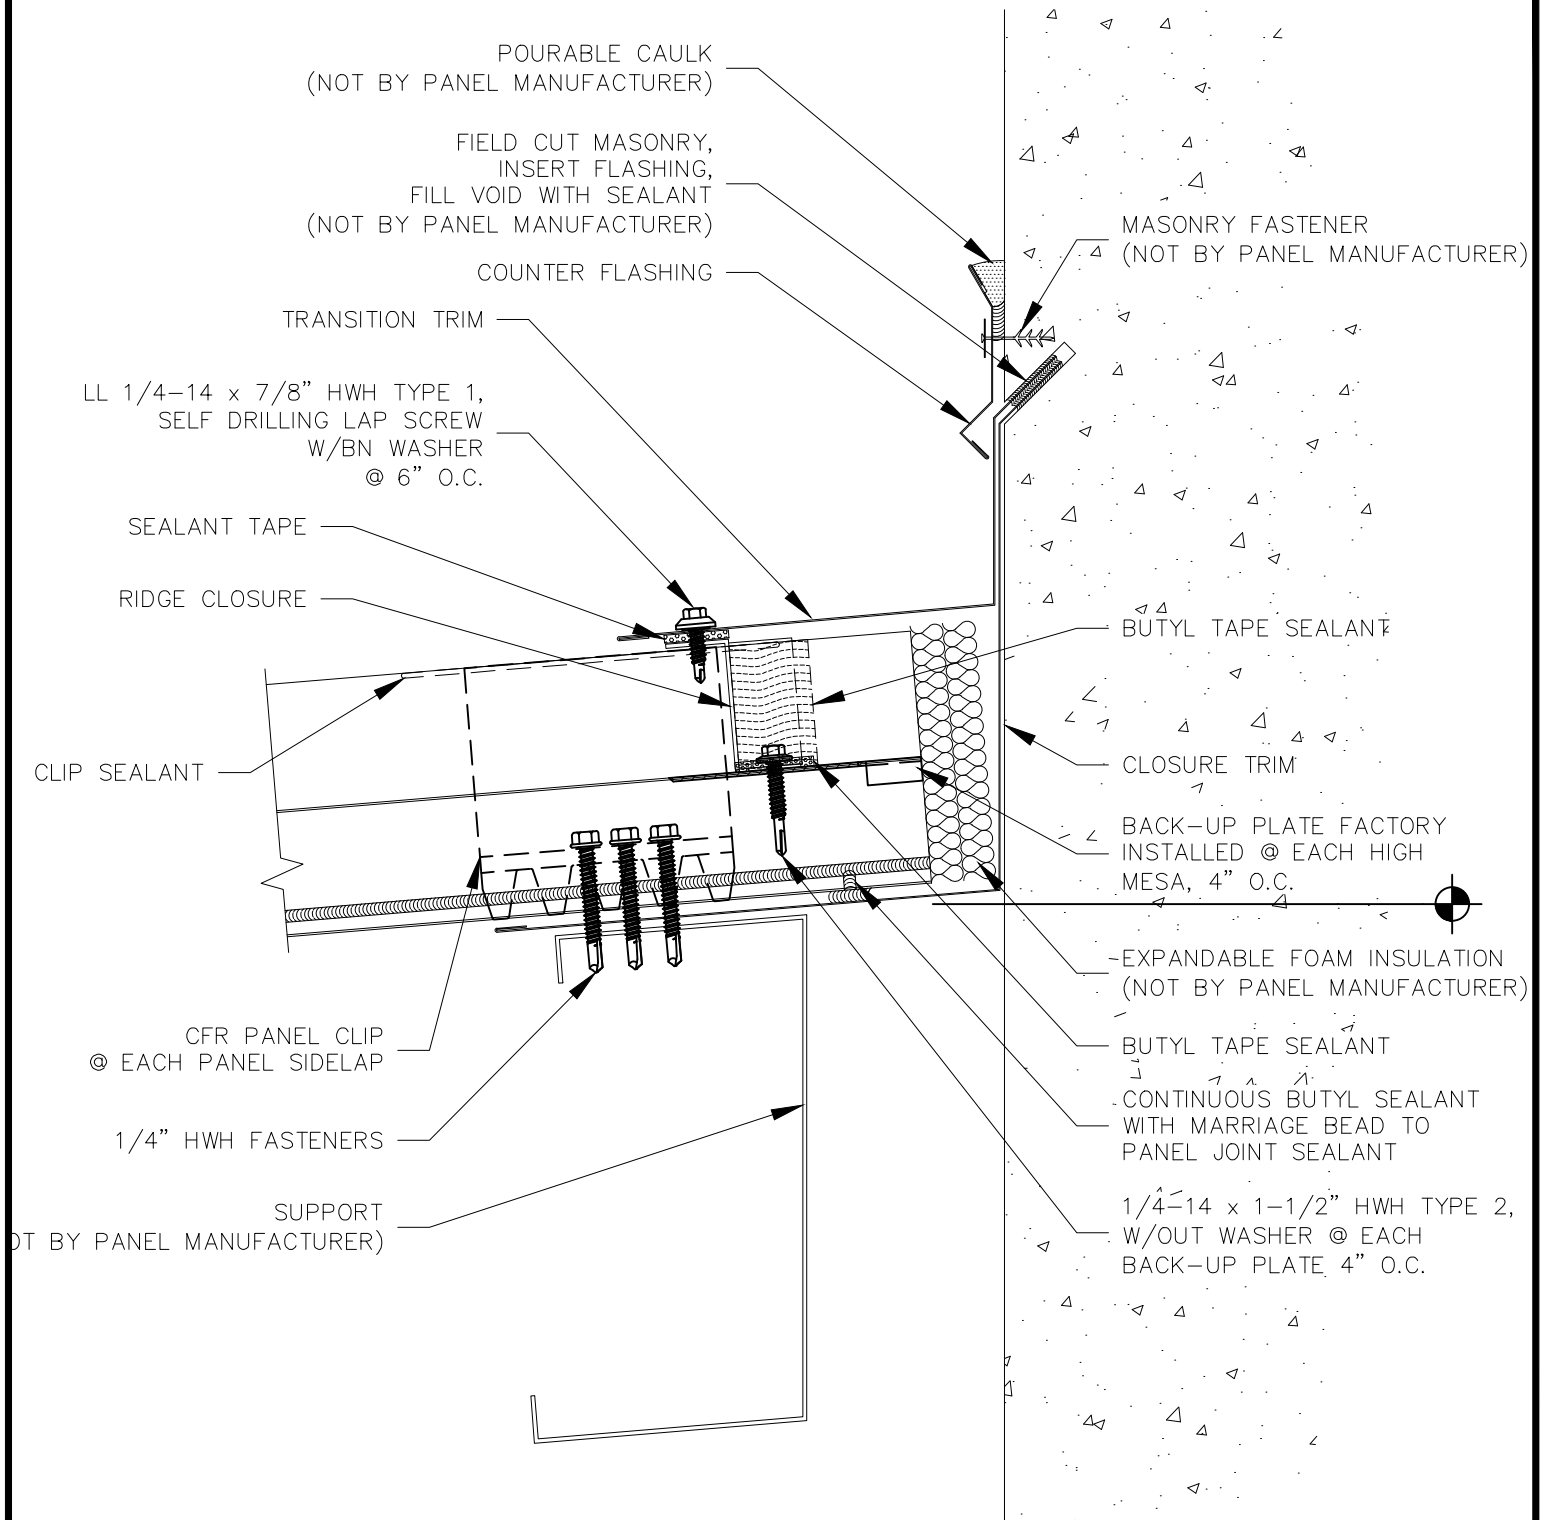 POURABLE CAULK
(NOT BY PANEL MANUFACTURER)
FIELD CUT MASONRY,
INSERT FLASHING,
FILL VOID WITH SEALANT
(NOT BY PANEL MANUFACTURER)
COUNTER FLASHING
TRANSITION TRIM
LL 1/4–14 x 7/8” HWH TYPE 1,
SELF DRILLING LAP SCREW
W/BN WASHER
@ 6” O.C.
SEALANT TAPE
RIDGE CLOSURE
CLIP SEALANT
CFR PANEL CLIP
@ EACH PANEL SIDELAP
1/4” HWH FASTENERS
SUPPORT
OT BY PANEL MANUFACTURER)
MASONRY FASTENER
(NOT BY PANEL MANUFACTURER)
BUTYL TAPE SEALANT
CLOSURE TRIM
BACK–UP PLATE FACTORY
INSTALLED @ EACH HIGH
MESA, 4” O.C.
EXPANDABLE FOAM INSULATION
(NOT BY PANEL MANUFACTURER)
BUTYL TAPE SEALANT
CONTINUOUS BUTYL SEALANT
WITH MARRIAGE BEAD TO
PANEL JOINT SEALANT
1/4–14 x 1–1/2” HWH TYPE 2,
W/OUT WASHER @ EACH
BACK–UP PLATE 4” O.C.